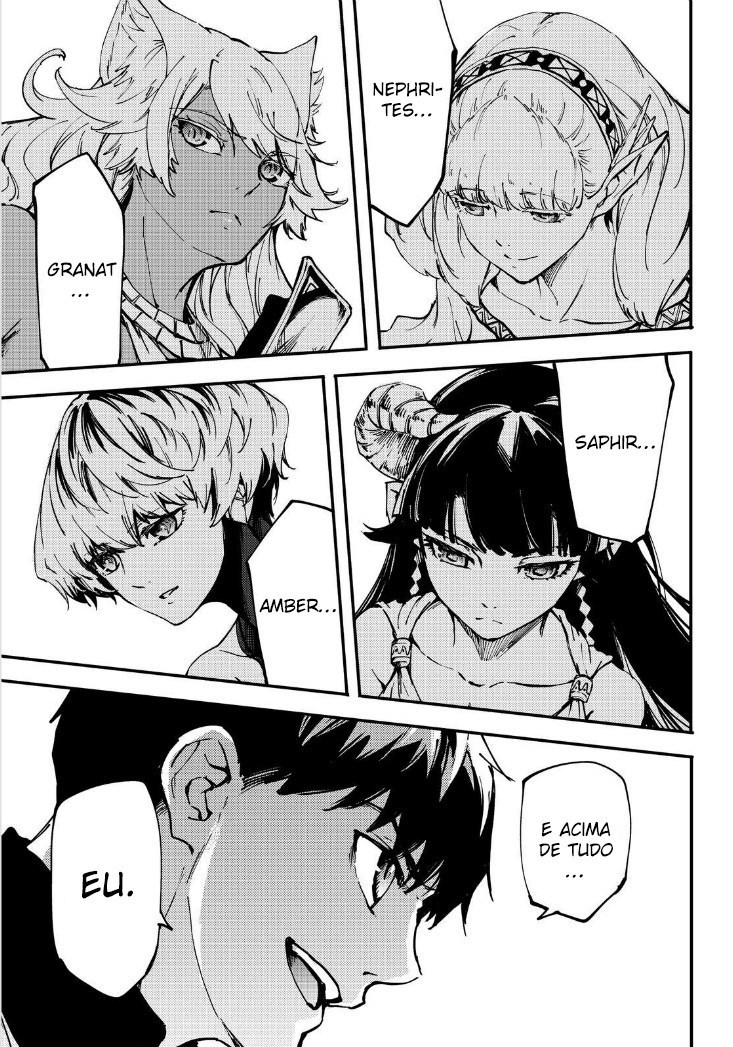 NEPHRI-
TES...
GRANAT
...
SAPHIR...
AMBER...
E ACIMA
DE TUDO
...
EU.